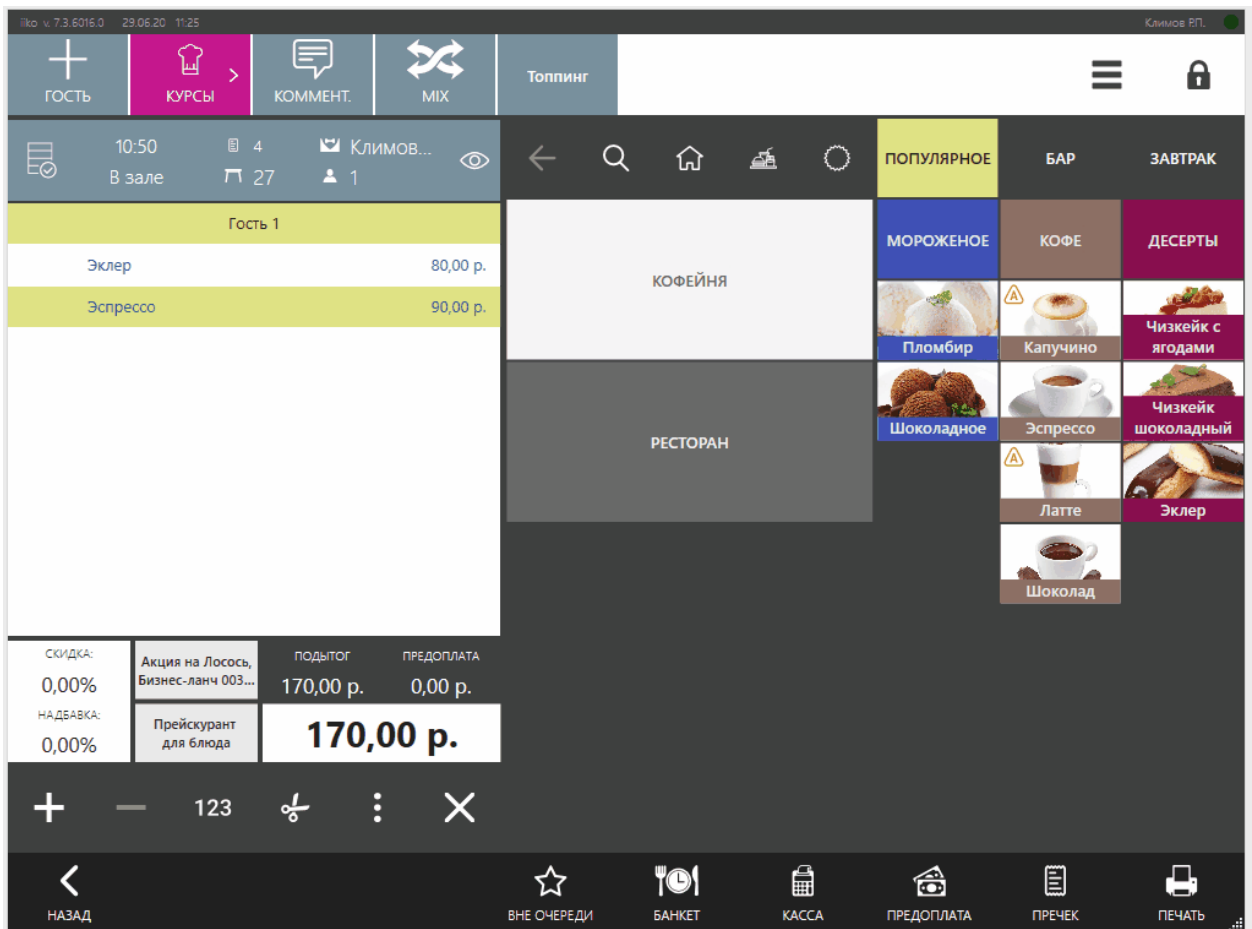 iiko v. 7.3.6016.0 29.06.20 11:25 Климов Р.П.
ГОСТЬ КУРСЫ КОММЕНТ. MIX Топпинг
10:50 4 Климов...
В зале 27 1
Гость 1
Эклер 80,00 р.
Эспрессо 90,00 р.
СКИДКА:
0,00%
НАДБАВКА:
0,00%
Акция на Лосось,
Бизнес-ланч 003...
Прейскурант
для блюда
ПОДЫТОГ ПРЕДОПЛАТА
170,00 р. 0,00 р.
170,00 р.
123
КОФЕЙНЯ
РЕСТОРАН
ПОПУЛЯРНОЕ БАР ЗАВТРАК
МОРОЖЕНОЕ КОФЕ ДЕСЕРТЫ
Пломбир
A
Капучино
Чизкейк с
ягодами
Шоколадное
Эспрессо
Чизкейк
шоколадный
A
Латте
Эклер
Шоколад
НАЗАД ВНЕ ОЧЕРЕДИ БАНКЕТ КАССА ПРЕДОПЛАТА ПРЕЧЕК ПЕЧАТЬ